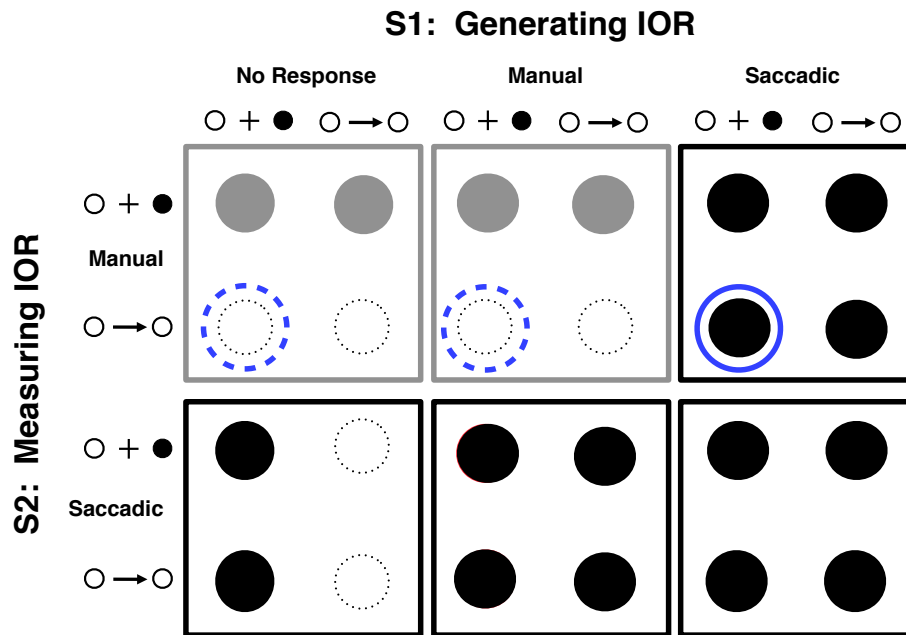 S1: Generating IOR
No Response
Manual
Saccadic
S2: Measuring IOR
Manual
Saccadic